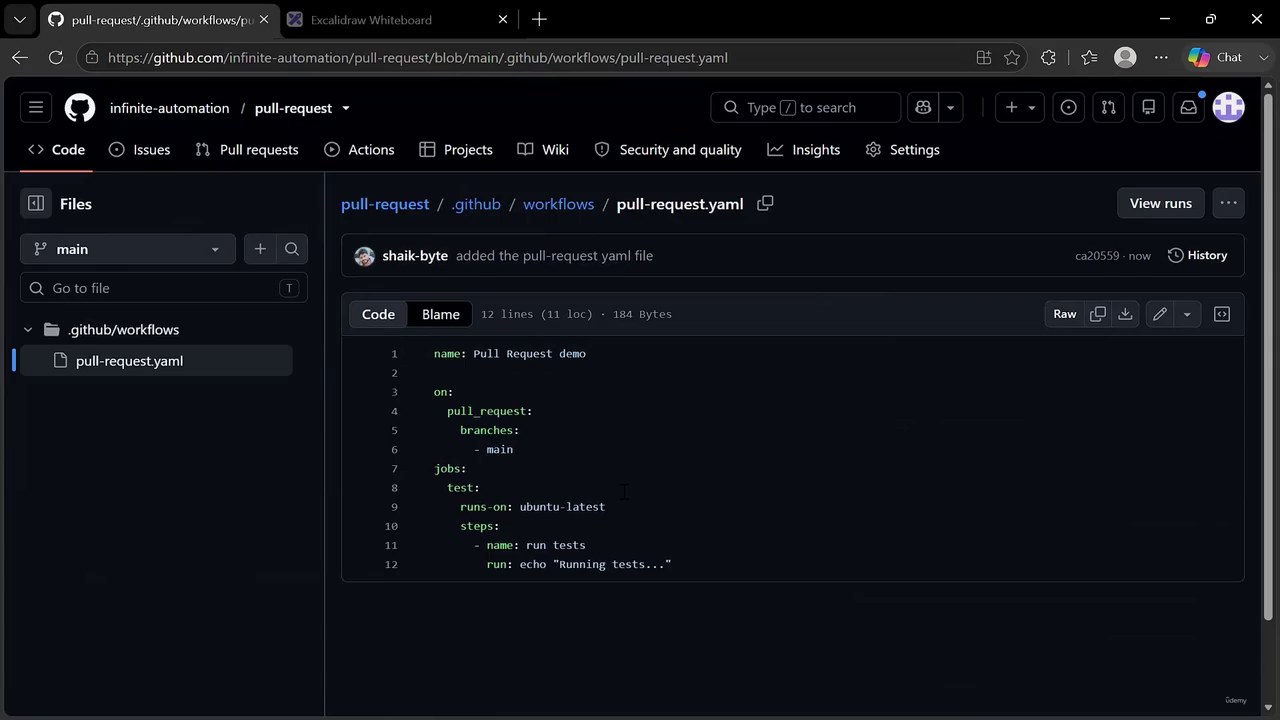 pull-request/.github/workflows/pu
Excalidraw Whiteboard
https://github.com/infinite-automation/pull-request/blob/main/.github/workflows/pull-request.yaml
Chat
infinite-automation / pull-request
Type / to search
Code
Issues
Pull requests
Actions
Projects
Wiki
Security and quality
Insights
Settings
Files
main
Go to file
T
.github/workflows
pull-request.yaml
pull-request / .github / workflows / pull-request.yaml
View runs
shaik-byte added the pull-request yaml file
ca20559 · now
History
Code
Blame
12 lines (11 loc) · 184 Bytes
Raw
1 name: Pull Request demo
2
3 on:
4   pull_request:
5     branches:
6       - main
7 jobs:
8   test:
9     runs-on: ubuntu-latest
10     steps:
11       - name: run tests
12         run: echo "Running tests..."
ûdemy